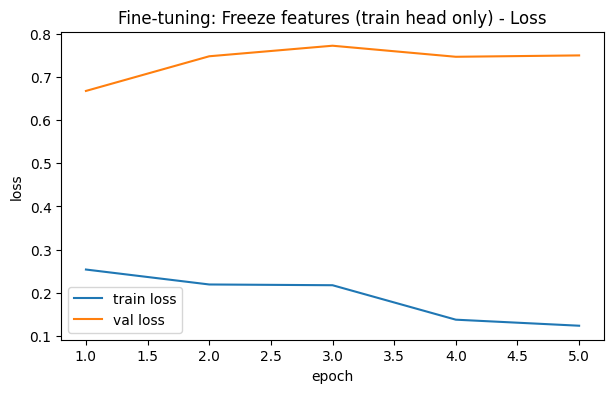 Fine-tuning: Freeze features (train head only) - Loss
0.8
0.7
0.6
0.5
0.4
0.3
0.2
0.1
loss
train loss
val loss
1.0 1.5 2.0 2.5 3.0 3.5 4.0 4.5 5.0
epoch